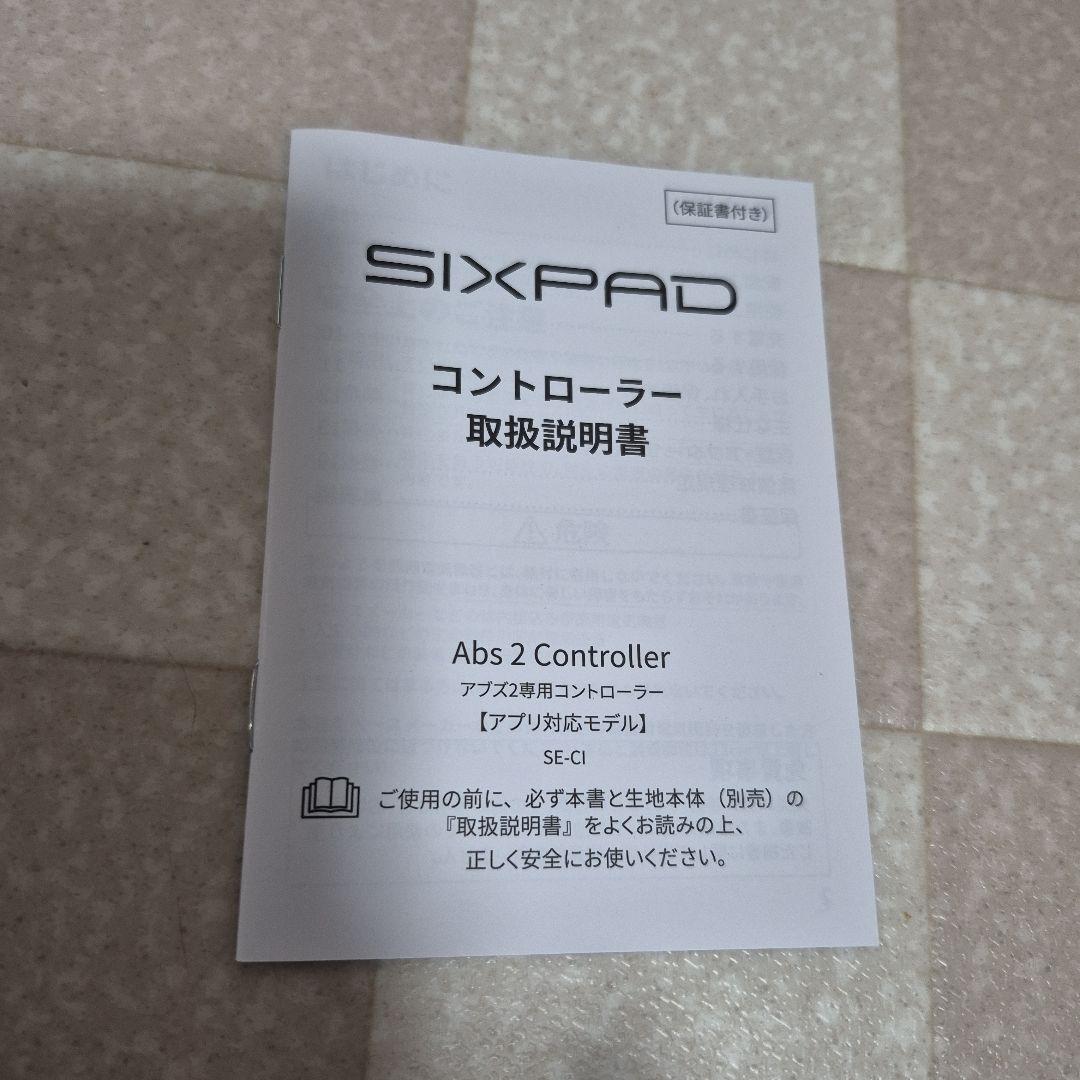 (保証書付き)
SIXPAD
コントローラー
取扱説明書
Abs 2 Controller
アブズ2専用コントローラー
【アプリ対応モデル】
SE-CI
ご使用の前に、必ず本書と生地本体（別売）の
『取扱説明書』をよくお読みの上、
正しく安全にお使いください。